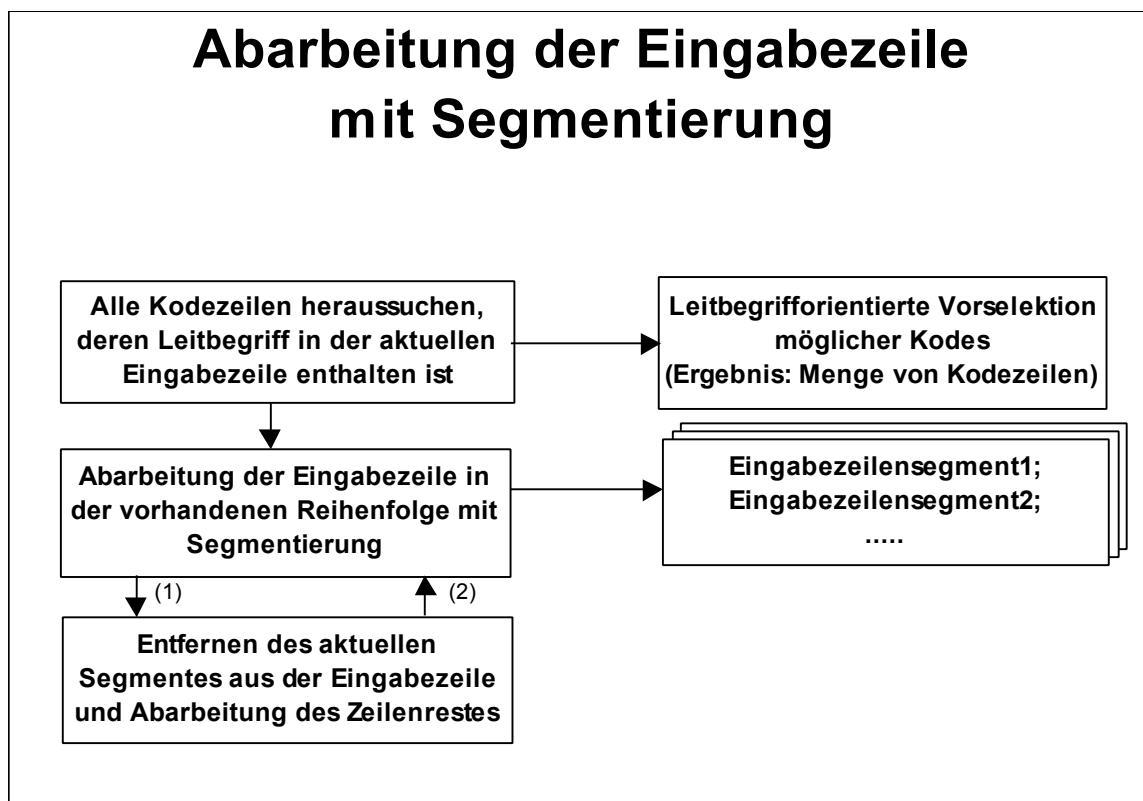 Abarbeitung der Eingabezeile
mit Segmentierung
Alle Kodezeilen heraussuchen,
deren Leitbegriff in der aktuellen
Eingabezeile enthalten ist
Leitbegrifforientierte Vorselektion
möglicher Kodes
(Ergebnis: Menge von Kodezeilen)
Abarbeitung der Eingabezeile in
der vorhandenen Reihenfolge mit
Segmentierung
Eingabezeilensegment1;
Eingabezeilensegment2;
.....
(1)
(2)
Entfernen des aktuellen
Segmentes aus der Eingabezeile
und Abarbeitung des Zeilenrestes